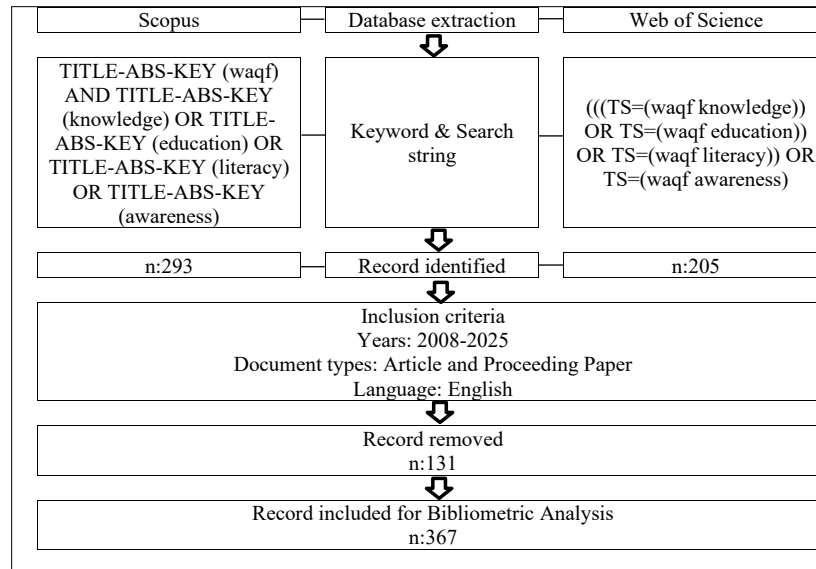 Scopus
Database extraction
Web of Science
TITLE-ABS-KEY (waqf)
AND TITLE-ABS-KEY
(knowledge) OR TITLE-
ABS-KEY (education) OR
TITLE-ABS-KEY (literacy)
OR TITLE-ABS-KEY
(awareness)
Keyword & Search
string
(((TS=(waqf knowledge))
OR TS=(waqf education))
OR TS=(waqf literacy)) OR
TS=(waqf awareness)
n:293
Record identified
n:205
Inclusion criteria
Years: 2008-2025
Document types: Article and Proceeding Paper
Language: English
Record removed
n:131
Record included for Bibliometric Analysis
n:367